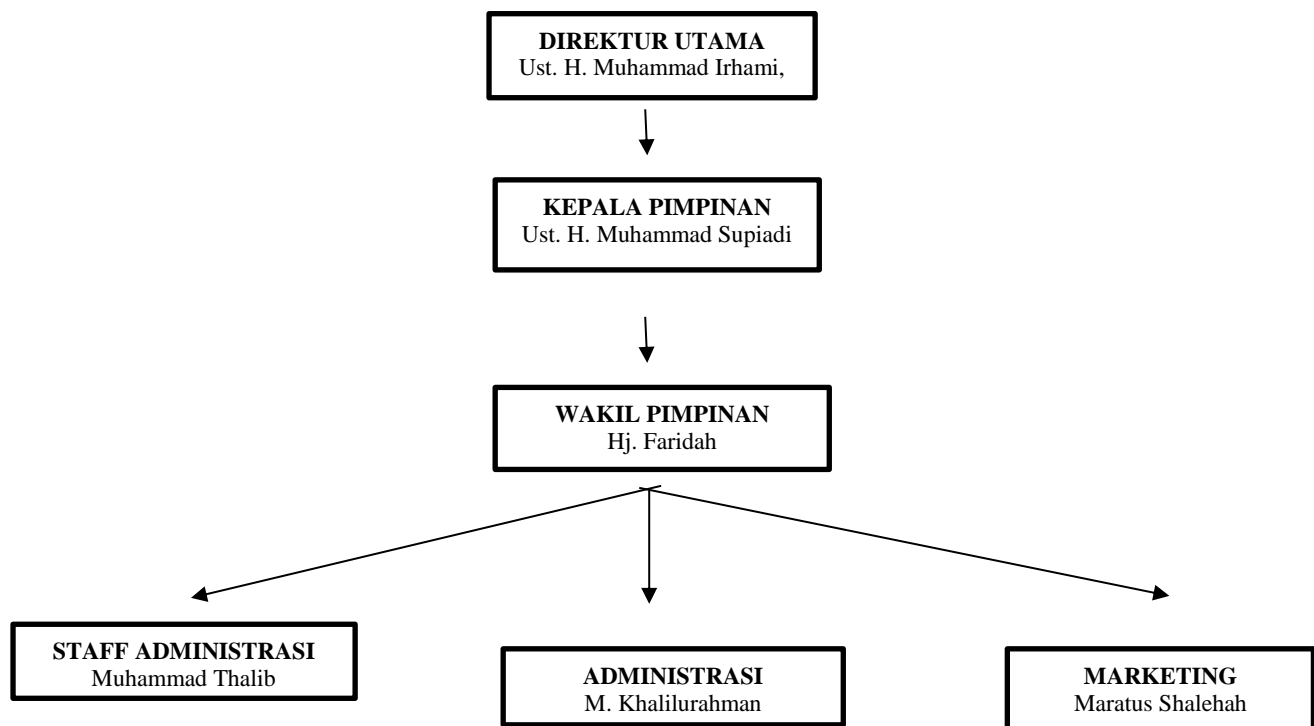 DIREKTUR UTAMA
Ust. H. Muhammad Irhami,
KEPALA PIMPINAN
Ust. H. Muhammad Supiadi
WAKIL PIMPINAN
Hj. Faridah
STAFF ADMINISTRASI
Muhammad Thalib
ADMINISTRASI
M. Khalilurahman
MARKETING
Maratus Shalehah